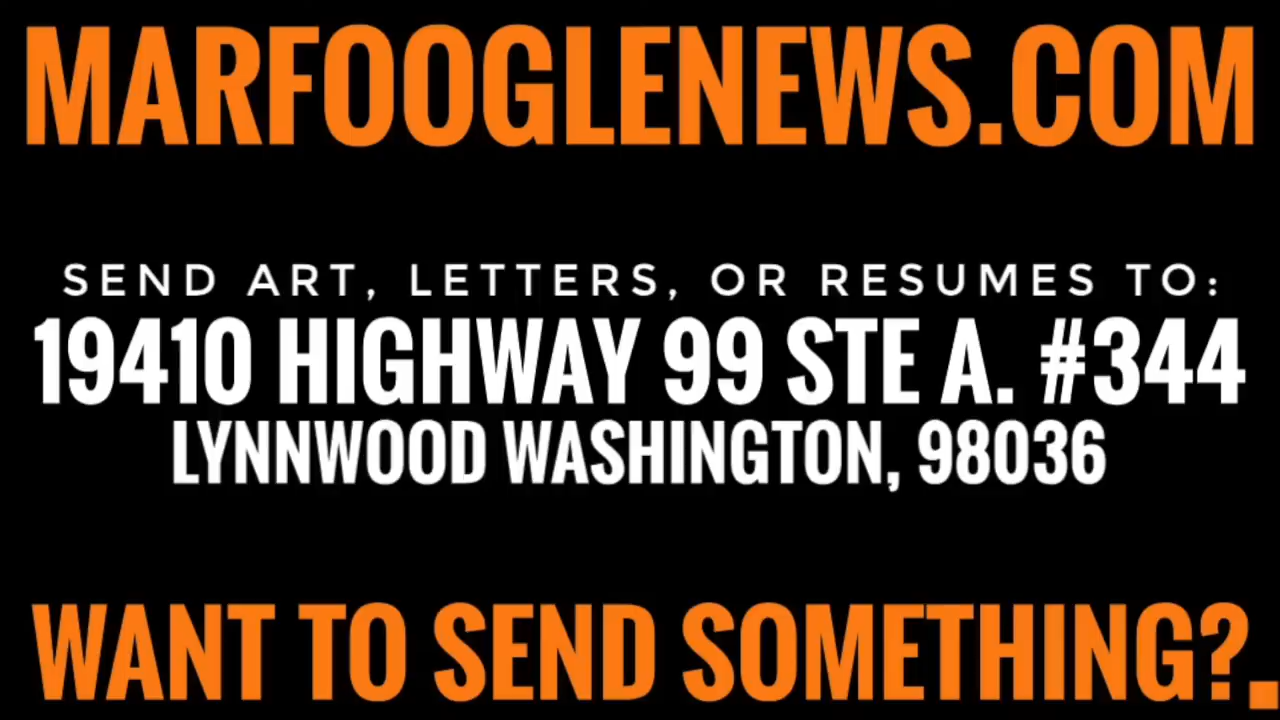 MARFOOGLENEWS.COM
SEND ART, LETTERS, OR RESUMES TO:
19410 HIGHWAY 99 STE A. #344
LYNNWOOD WASHINGTON, 98036
WANT TO SEND SOMETHING?.